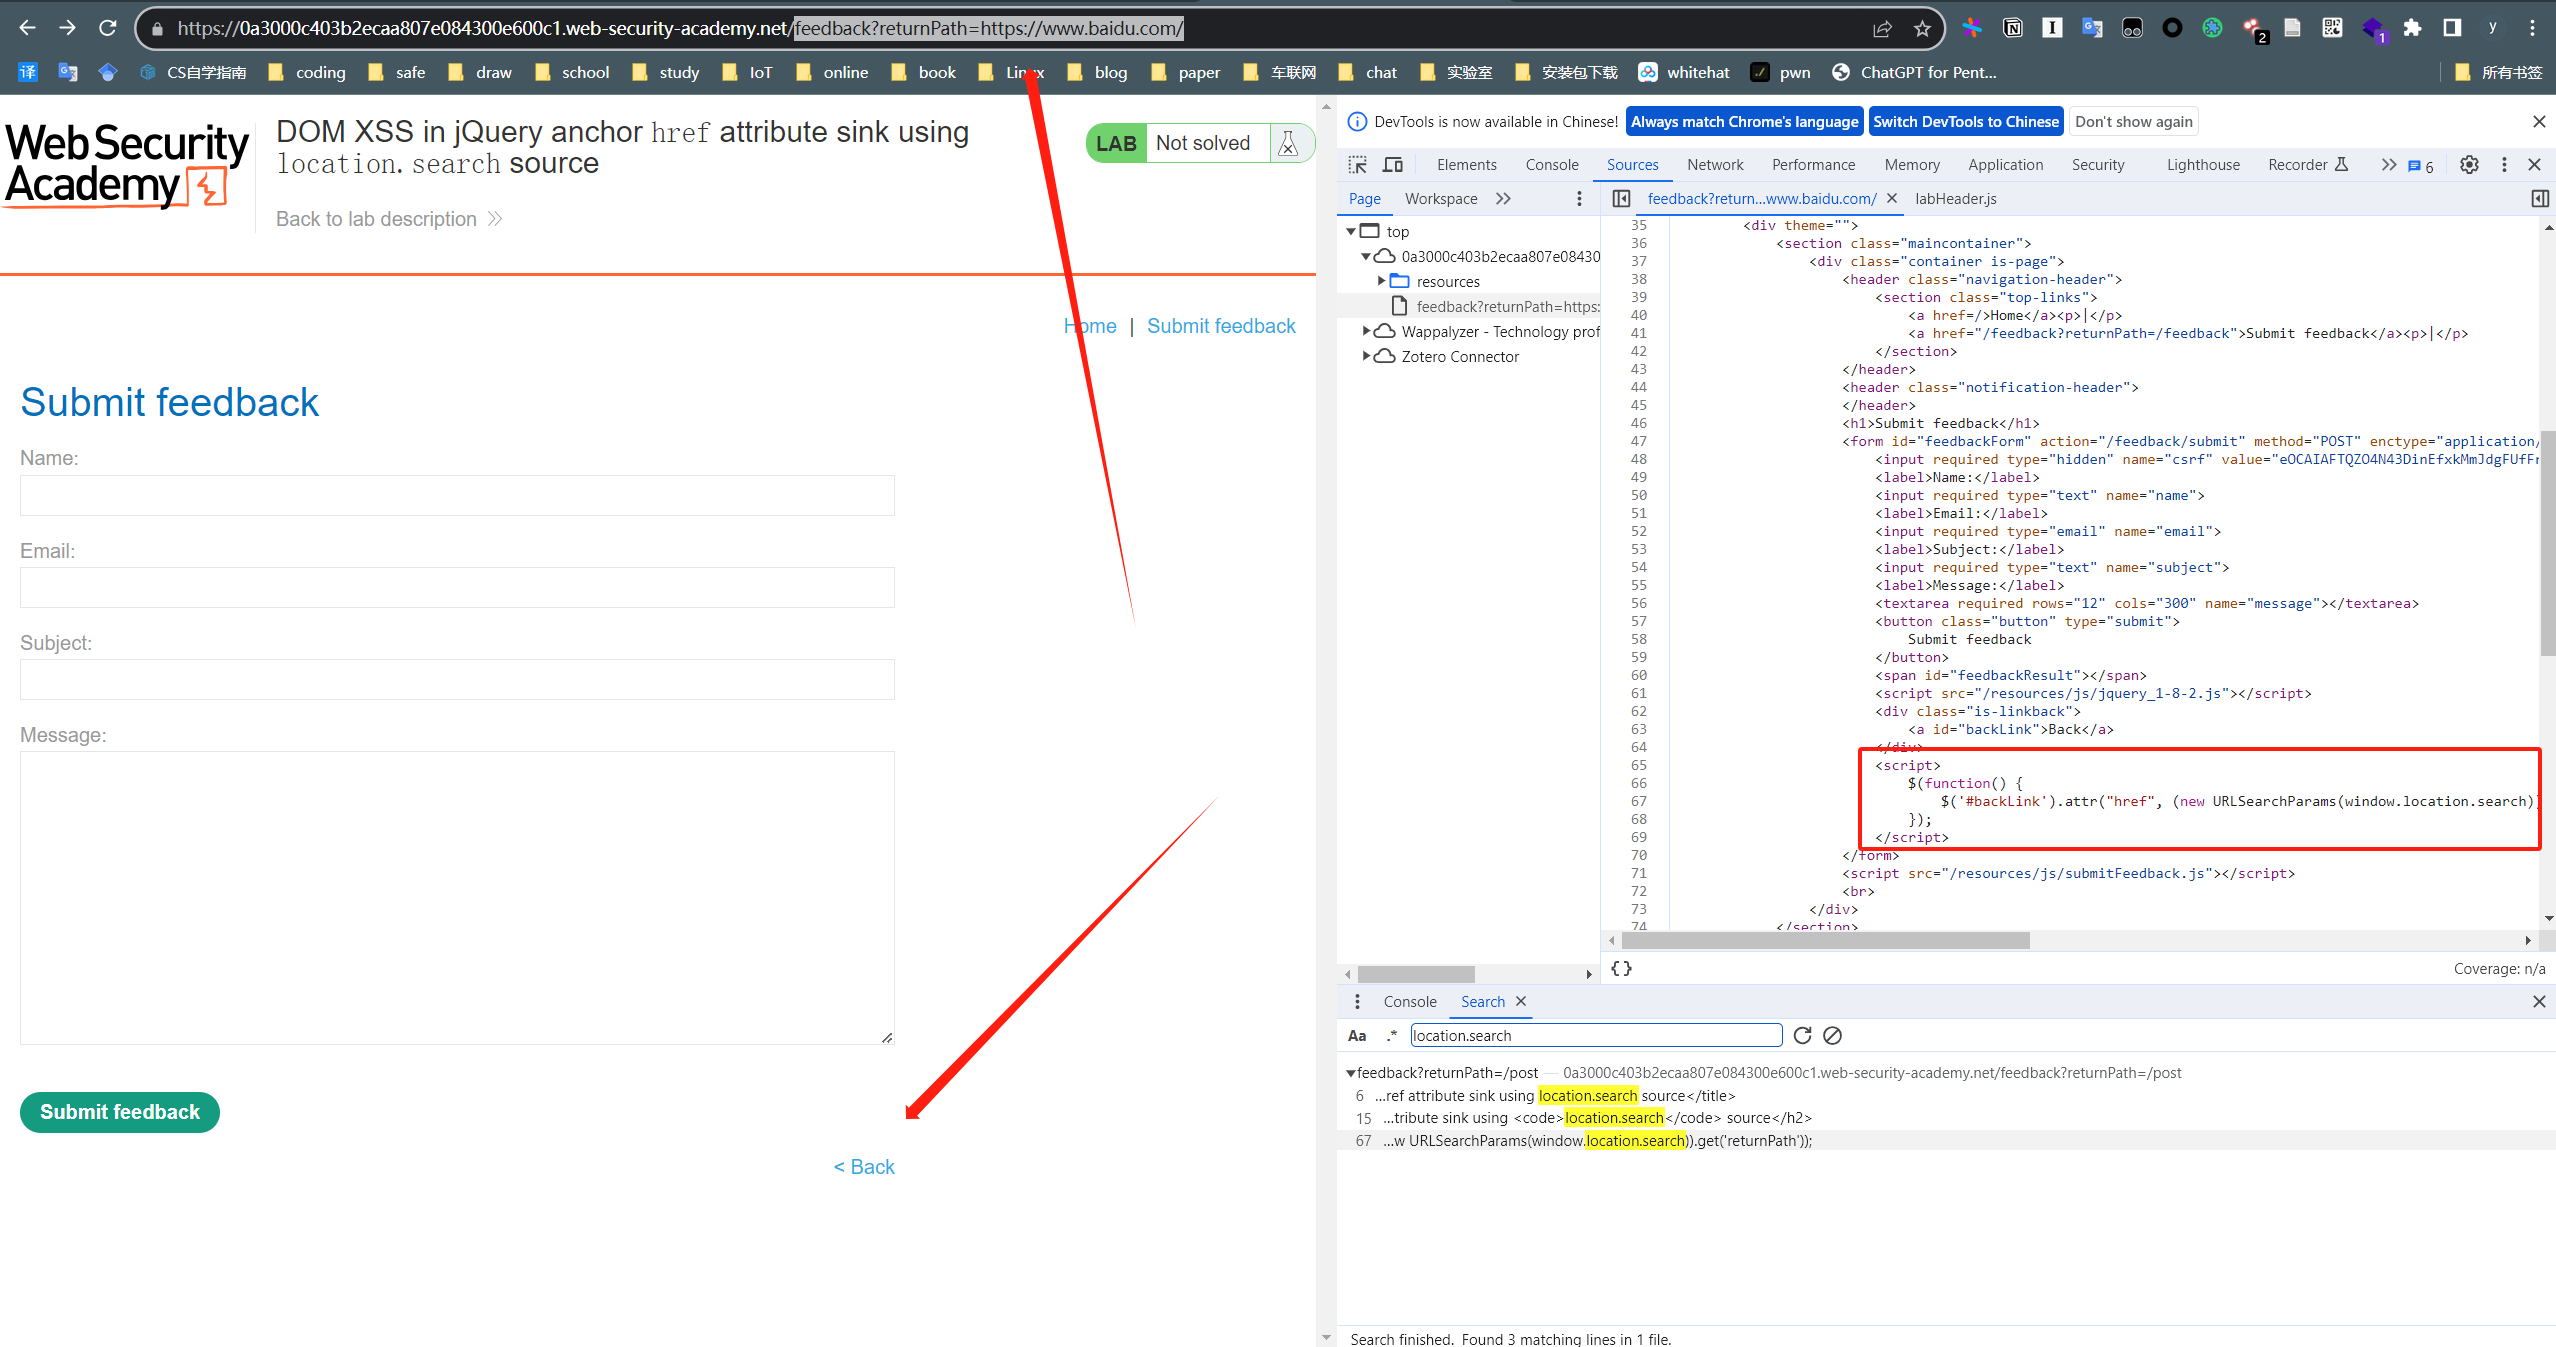 https://0a3000c403b2ecaa807e084300e600c1.web-security-academy.net/feedback?returnPath=https://www.baidu.com/
2
1
y
译
CS自学指南
coding
safe
draw
school
study
IoT
online
book
blog
paper
车联网
chat
实验室
安装包下载
whitehat
pwn
ChatGPT for Pent...
所有书签
Web Security
Academy
DOM XSS in jQuery anchor href attribute sink using
location.search source
Back to lab description
LAB Not solved
Home | Submit feedback
Submit feedback
Name:
Email:
Subject:
Message:
Submit feedback
< Back
DevTools is now available in Chinese! Always match Chrome's language Switch DevTools to Chinese Don't show again
Elements Console Sources Network Performance Memory Application Security Lighthouse Recorder 6
Page Workspace
feedback?return...www.baidu.com/ labHeader.js
top
0a3000c403b2ecaa807e08430
resources
feedback?returnPath=https:
Wappalyzer - Technology prof
Zotero Connector
35 <div theme="">
36 <section class="maincontainer">
37 <div class="container is-page">
38 <header class="navigation-header">
39 <section class="top-links">
40 <a href=/>Home</a><p>|</p>
41 <a href="/feedback?returnPath=/feedback">Submit feedback</a><p>|</p>
42 </section>
43 </header>
44 <header class="notification-header">
45 </header>
46 <h1>Submit feedback</h1>
47 <form id="feedbackForm" action="/feedback/submit" method="POST" enctype="application/
48 <input required type="hidden" name="csrf"
49 <label>Name:</label>
50 <input required type="text" name="name">
51 <label>Email:</label>
52 <input required type="email" name="email">
53 <label>Subject:</label>
54 <input required type="text" name="subject">
55 <label>Message:</label>
56 <textarea required rows="12" cols="300" name="message"></textarea>
57 <button class="button" type="submit">
58 Submit feedback
59 </button>
60 <span id="feedbackResult"></span>
61 <script src="/resources/js/jquery_1-8-2.js"></script>
62 <div class="is-linkback">
63 <a id="backLink">Back</a>
64 </div>
65 <script>
66 $(function() {
67 $('#backLink').attr("href", (new URLSearchParams(window.location.search))
68 });
69 </script>
70 </form>
71 <script src="/resources/js/submitFeedback.js"></script>
72 <br>
73 </div>
74 </section>
{} Coverage: n/a
Console Search
Aa .* location.search
feedback?returnPath=/post — 0a3000c403b2ecaa807e084300e600c1.web-security-academy.net/feedback?returnPath=/post
6 ...ref attribute sink using location.search source</title>
15 ...tribute sink using <code>location.search</code> source</h2>
67 ...w URLSearchParams(window.location.search)).get('returnPath'));
Search finished. Found 3 matching lines in 1 file.